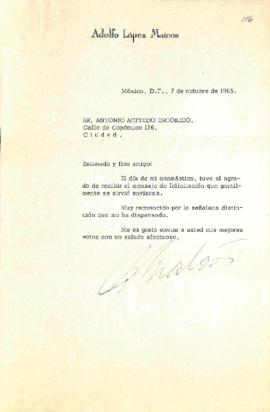 116
Adolfo López Mateos
México, D.F., 7 de octubre de 1965.
SR. ANTONIO ACEVEDO ESCOBEDO,
Calle de Copérnico 126,
Ciudad.
Estimado y fino amigo:
El día de mi onomástico, tuve el agra-
do de recibir el mensaje de felicitación que gentil-
mente se sirvió enviarme.
Muy reconocido por la señalada distin-
ción que me ha dispensado.
Me es grato enviar a usted mis mejores
votos con un saludo afectuoso.